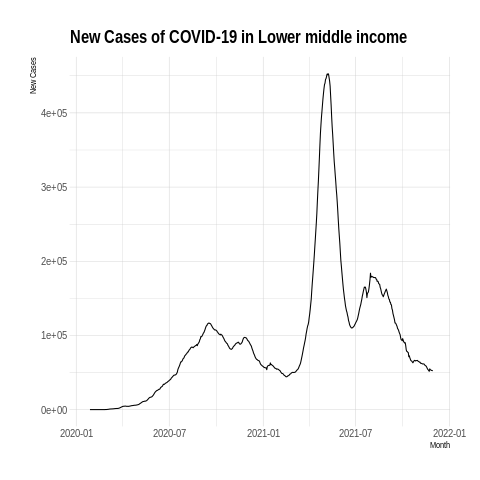 New Cases of COVID-19 in Lower middle income
New Cases
4e+05
3e+05
2e+05
1e+05
0e+00
2020-01 2020-07 2021-01 2021-07 2022-01
Month